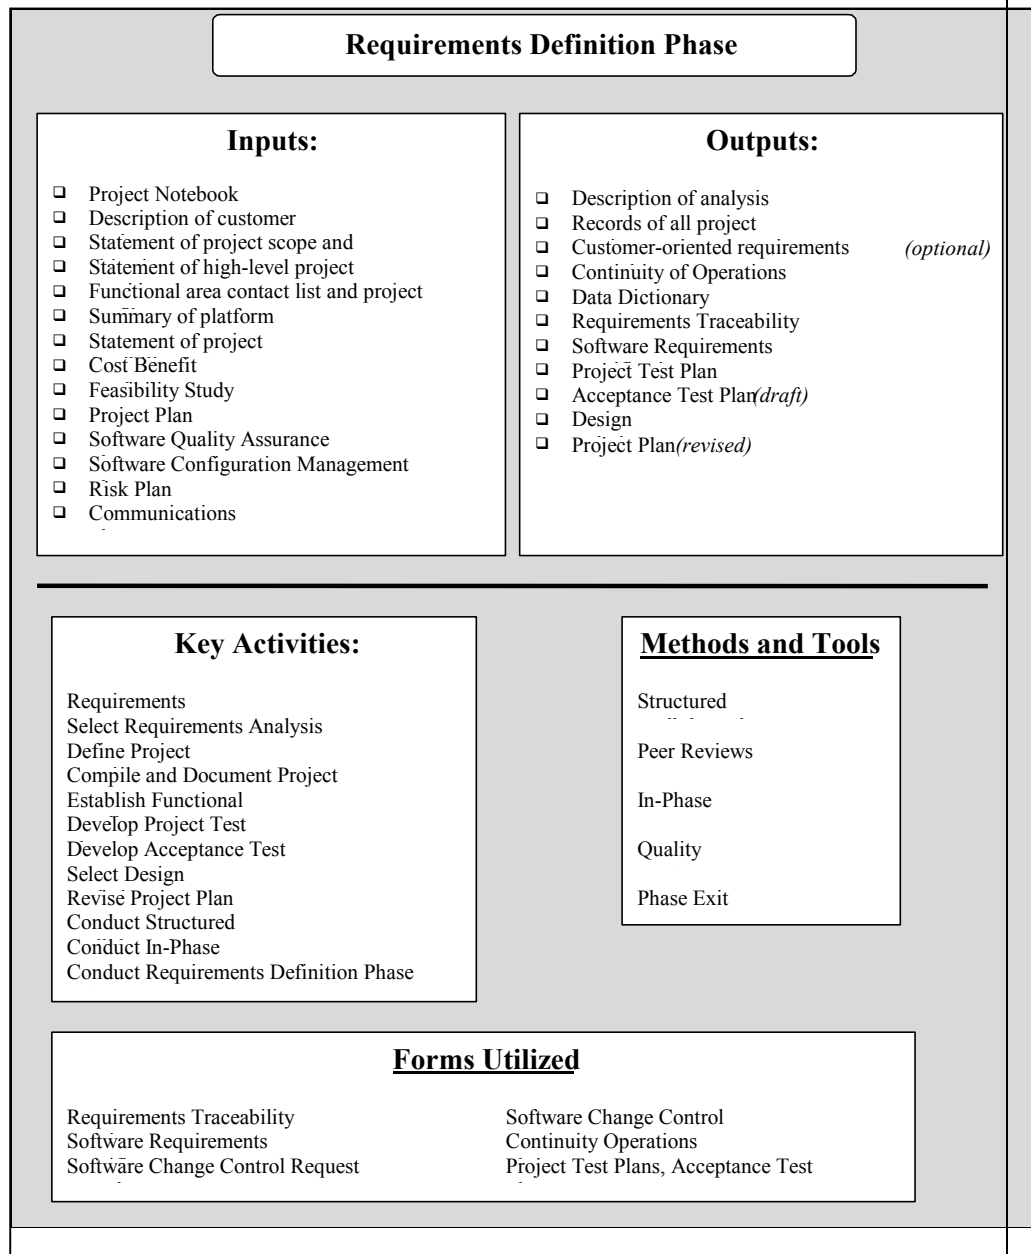 Requirements Definition Phase
Inputs:
❑ Project Notebook
❑ Description of customer
❑ Statement of project scope and
❑ Statement of high-level project
❑ Functional area contact list and project
❑ Summary of platform
❑ Statement of project
❑ Cost Benefit
❑ Feasibility Study
❑ Project Plan
❑ Software Quality Assurance
❑ Software Configuration Management
❑ Risk Plan
❑ Communications
Outputs:
❑ Description of analysis
❑ Records of all project
❑ Customer-oriented requirements (optional)
❑ Continuity of Operations
❑ Data Dictionary
❑ Requirements Traceability
❑ Software Requirements
❑ Project Test Plan
❑ Acceptance Test Plan(draft)
❑ Design
❑ Project Plan(revised)
Key Activities:
Requirements
Select Requirements Analysis
Define Project
Compile and Document Project
Establish Functional
Develop Project Test
Develop Acceptance Test
Select Design
Revise Project Plan
Conduct Structured
Conduct In-Phase
Conduct Requirements Definition Phase
Methods and Tools
Structured
Peer Reviews
In-Phase
Quality
Phase Exit
Forms Utilized
Requirements Traceability
Software Requirements
Software Change Control Request
Software Change Control
Continuity Operations
Project Test Plans, Acceptance Test